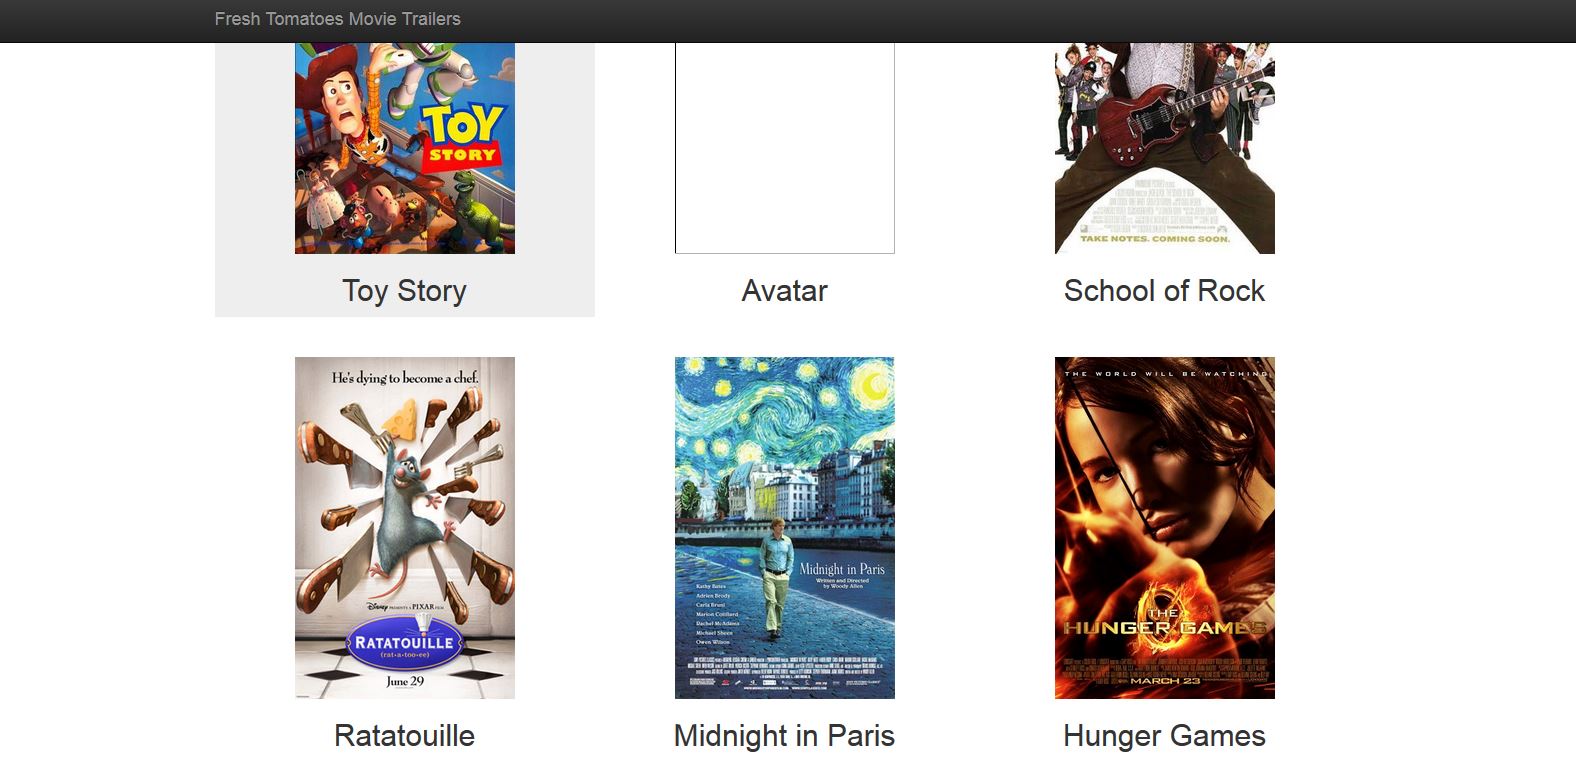 Fresh Tomatoes Movie Trailers
TOY
STORY
TAKE NOTES. COMING SOON.
Toy Story
Avatar
School of Rock
He's dying to become a chef.
Disney PRESENTS A PIXAR FILM
RATATOUILLE
(rat•a•too•ee)
June 29
Midnight in Paris
Written and Directed
by Woody Allen
Kathy Bates
Adrien Brody
Carla Bruni
Marion Cotillard
Rachel McAdams
Michael Sheen
Owen Wilson
THE WORLD WILL BE WATCHING
THE
HUNGER GAMES
MARCH 23
Ratatouille
Midnight in Paris
Hunger Games